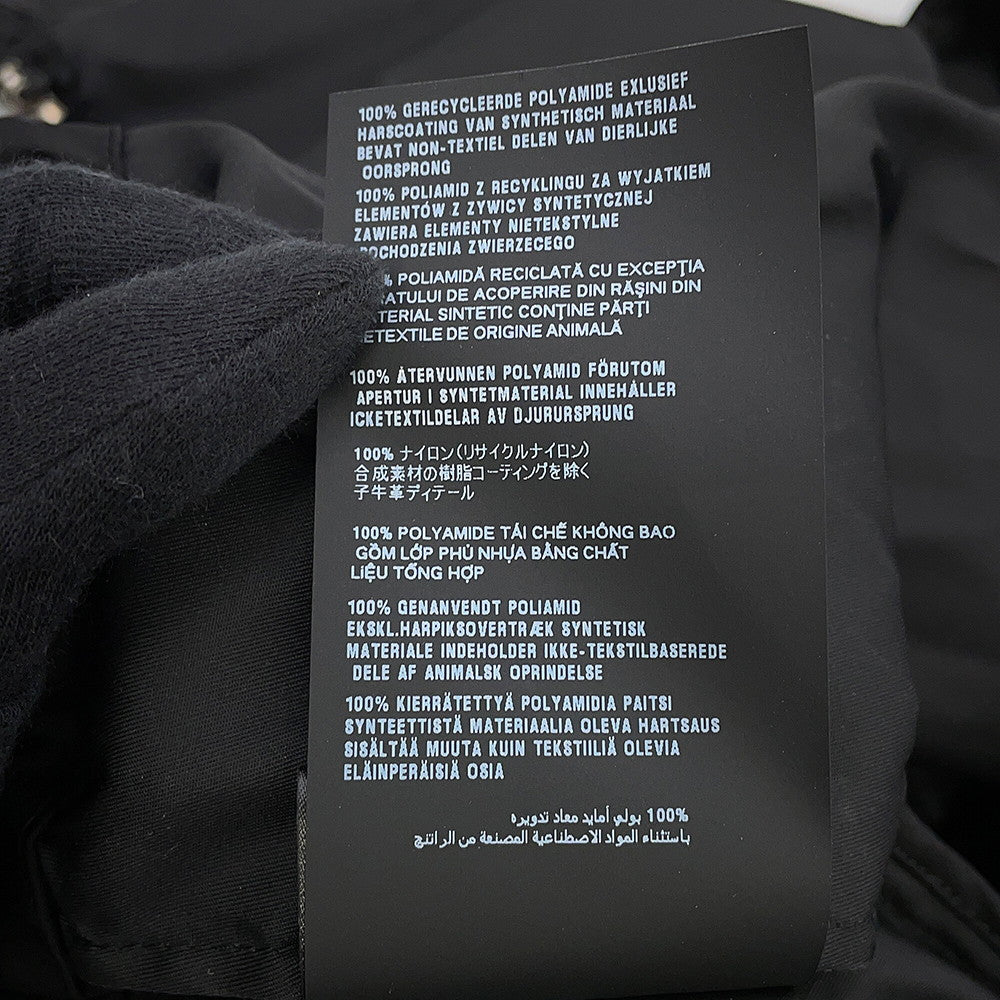 100% GERECYCLEERDE POLYAMIDE EXLUSIEF
HARSCOATING VAN SYNTHETISCH MATERIAAL
BEVAT NON-TEXTIEL DELEN VAN DIERLIJKE
OORSPRONG
100% POLIAMID Z RECYKLINGU ZA WYJATKIEM
ELEMENTÓW Z ZYWICY SYNTETYCZNEJ
ZAWIERA ELEMENTY NIETEKSTYLNE
POCHODZENIA ZWIERZECEGO
% POLIAMIDĂ RECICLATĂ CU EXCEPȚIA
RATULUI DE ACOPERIRE DIN RĂȘINI DIN
TERIAL SINTETIC CONȚINE PĂRȚI
ETEXTILE DE ORIGINE ANIMALĂ
100% ÅTERVUNNEN POLYAMID FÖRUTOM
APERTUR I SYNTETMATERIAL INNEHÅLLER
ICKETEXTILDELAR AV DJURURSPRUNG
100% ナイロン(リサイクルナイロン)
合成素材の樹脂コーティングを除く
子牛革ディテール
100% POLYAMIDE TÁI CHẾ KHÔNG BAO
GỒM LỚP PHỦ NHỰA BẰNG CHẤT
LIỆU TỔNG HỢP
100% GENANVENDT POLIAMID
EKSKL.HARPIKSOVERTRÆK SYNTETISK
MATERIALE INDEHOLDER IKKE-TEKSTILBASEREDE
DELE AF ANIMALSK OPRINDELSE
100% KIERRÄTETTYÄ POLYAMIDIA PAITSI
SYNTEETTISTÄ MATERIAALIA OLEVA HARTSAUS
SISÄLTÄÄ MUUTA KUIN TEKSTIILIÄ OLEVIA
ELÄINPERÄISIÄ OSIA
100% بولي أمايد معاد تدويره
باستثناء المواد الاصطناعية المصنعة من الراتنج